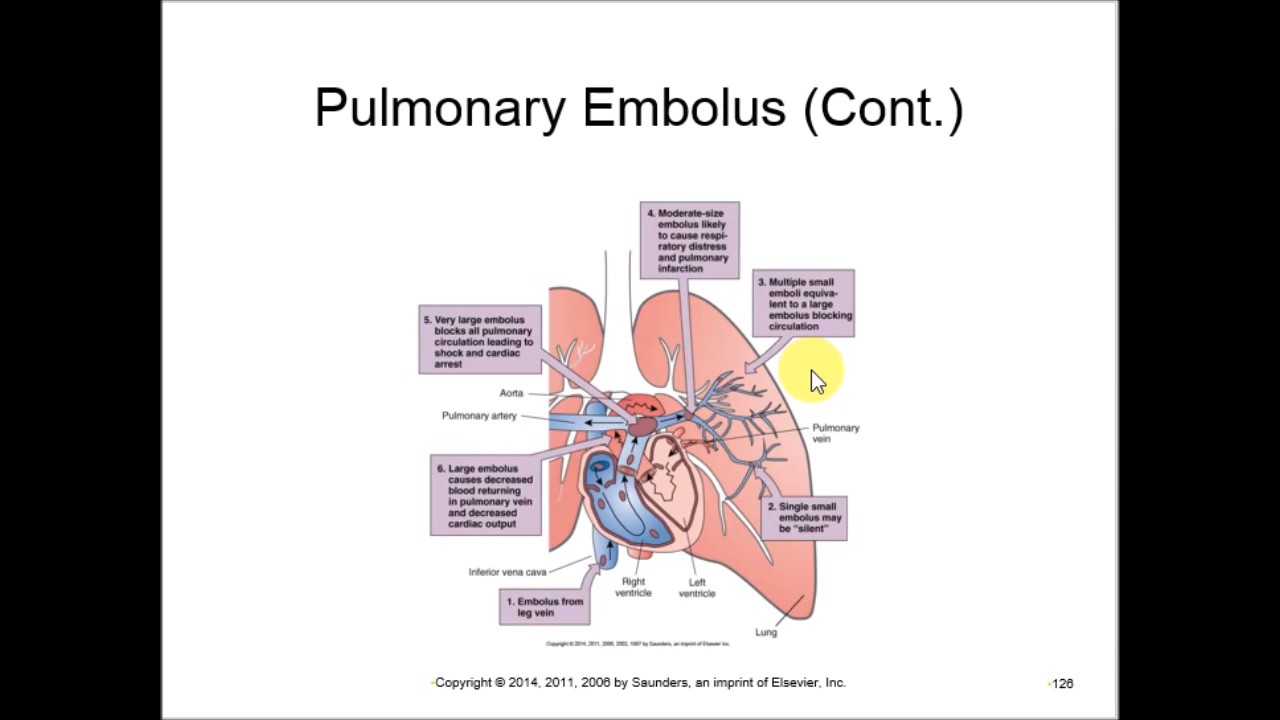 Pulmonary Embolus (Cont.)
4. Moderate-size
embolus likely
to cause respi-
ratory distress
and pulmonary
infarction
3. Multiple small
emboli equiva-
lent to a large
embolus blocking
circulation
5. Very large embolus
blocks all pulmonary
circulation leading to
shock and cardiac
arrest
Aorta
Pulmonary artery
Pulmonary
vein
6. Large embolus
causes decreased
blood returning
in pulmonary vein
and decreased
cardiac output
2. Single small
embolus may
be "silent"
Inferior vena cava
Right
ventricle
Left
ventricle
1. Embolus from
leg vein
Lung
Copyright © 2014, 2011, 2006, 2002, 1997 by Saunders, an imprint of Elsevier Inc.
Copyright © 2014, 2011, 2006 by Saunders, an imprint of Elsevier, Inc.
126